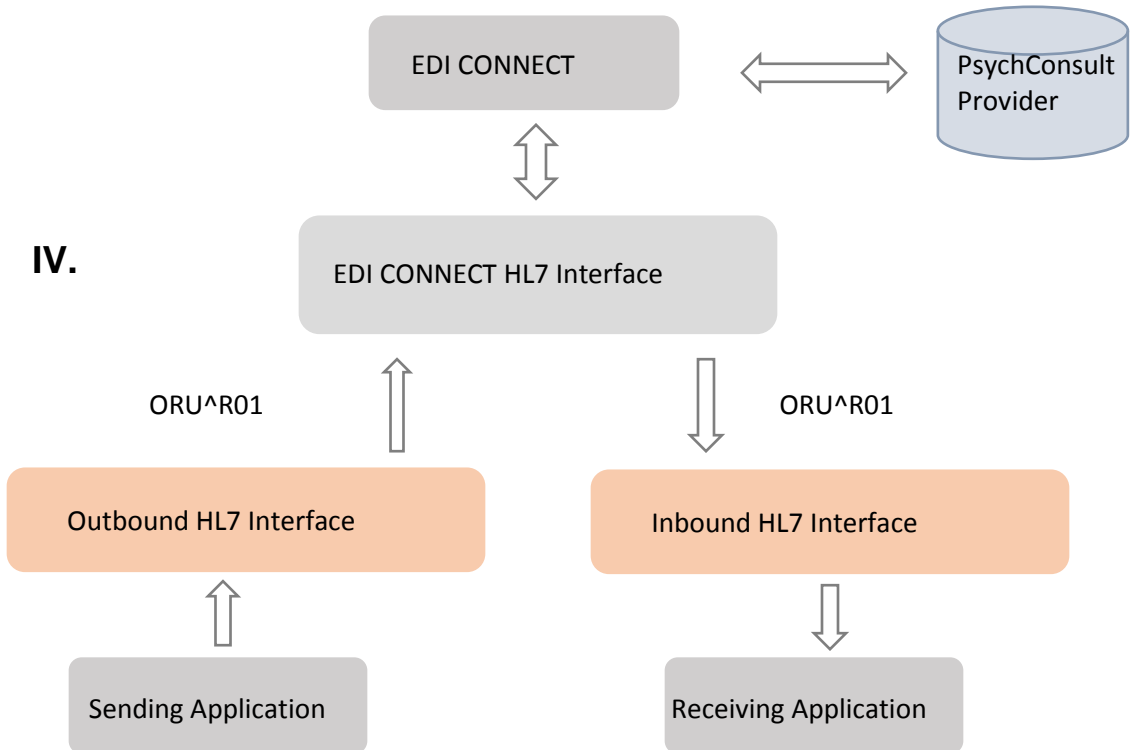 EDI CONNECT
PsychConsult
Provider
IV.
EDI CONNECT HL7 Interface
ORU^R01
ORU^R01
Outbound HL7 Interface
Inbound HL7 Interface
Sending Application
Receiving Application